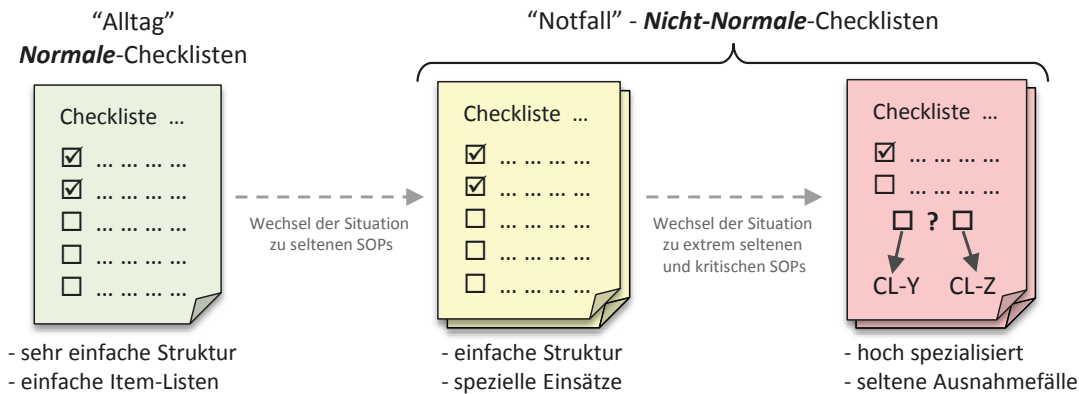 “Alltag”
Normale-Checklisten
“Notfall” - Nicht-Normale-Checklisten
Checkliste ...
☑ ... ... ... ...
☑ ... ... ... ...
☐ ... ... ... ...
☐ ... ... ... ...
☐ ... ... ... ...
- sehr einfache Struktur
- einfache Item-Listen
Wechsel der Situation
zu seltenen SOPs
Checkliste ...
☑ ... ... ... ...
☑ ... ... ... ...
☐ ... ... ... ...
☐ ... ... ... ...
☐ ... ... ... ...
- einfache Struktur
- spezielle Einsätze
Wechsel der Situation
zu extrem seltenen
und kritischen SOPs
Checkliste ...
☑ ... ... ... ...
☐ ... ... ... ...
☐ ? ☐
CL-Y CL-Z
- hoch spezialisiert
- seltene Ausnahmefälle